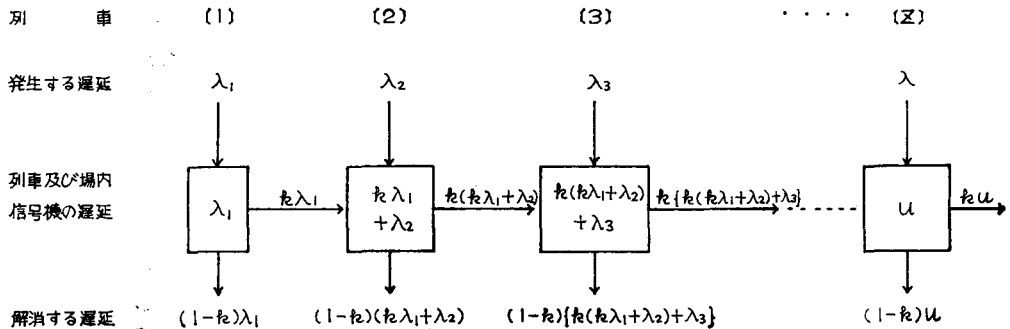 列　　車　　(1)　　(2)　　(3)　　····　　(Z)
発生する遅延　　λ₁　　λ₂　　λ₃　　λ
列車及び場内
信号機の遅延
λ₁
kλ₁
kλ₁
+λ₂
k(kλ₁+λ₂)
k(kλ₁+λ₂)
+λ₃
k{k(kλ₁+λ₂)+λ₃}
u
ku
解消する遅延　　(1-k)λ₁　　(1-k)(kλ₁+λ₂)　　(1-k){k(kλ₁+λ₂)+λ₃}　　(1-k)u